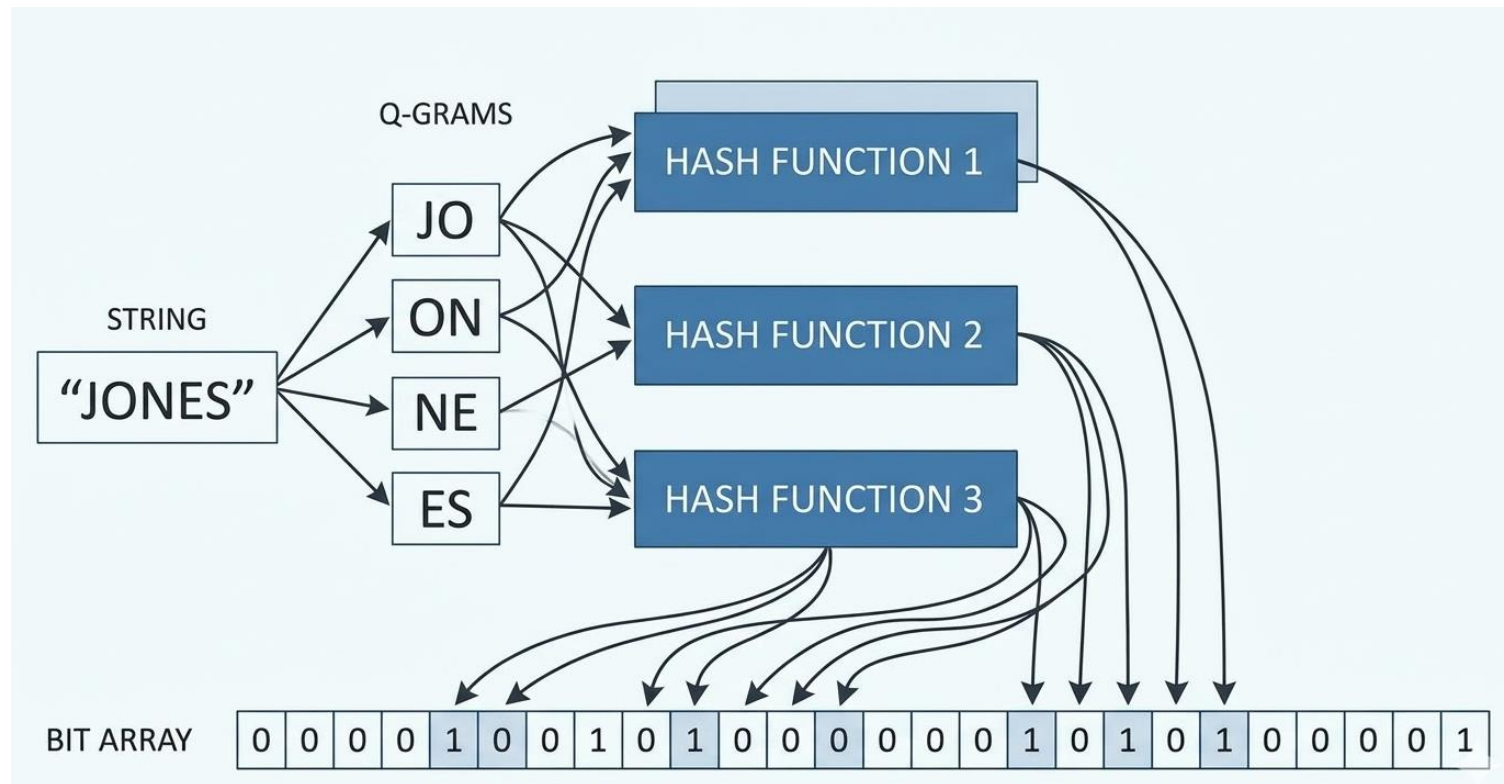 Q-GRAMS
HASH FUNCTION 1
JO
STRING
ON
HASH FUNCTION 2
“JONES”
NE
ES
HASH FUNCTION 3
BIT ARRAY 0 0 0 0 1 0 0 1 0 1 0 0 0 0 0 0 1 0 1 0 1 0 0 0 0 1